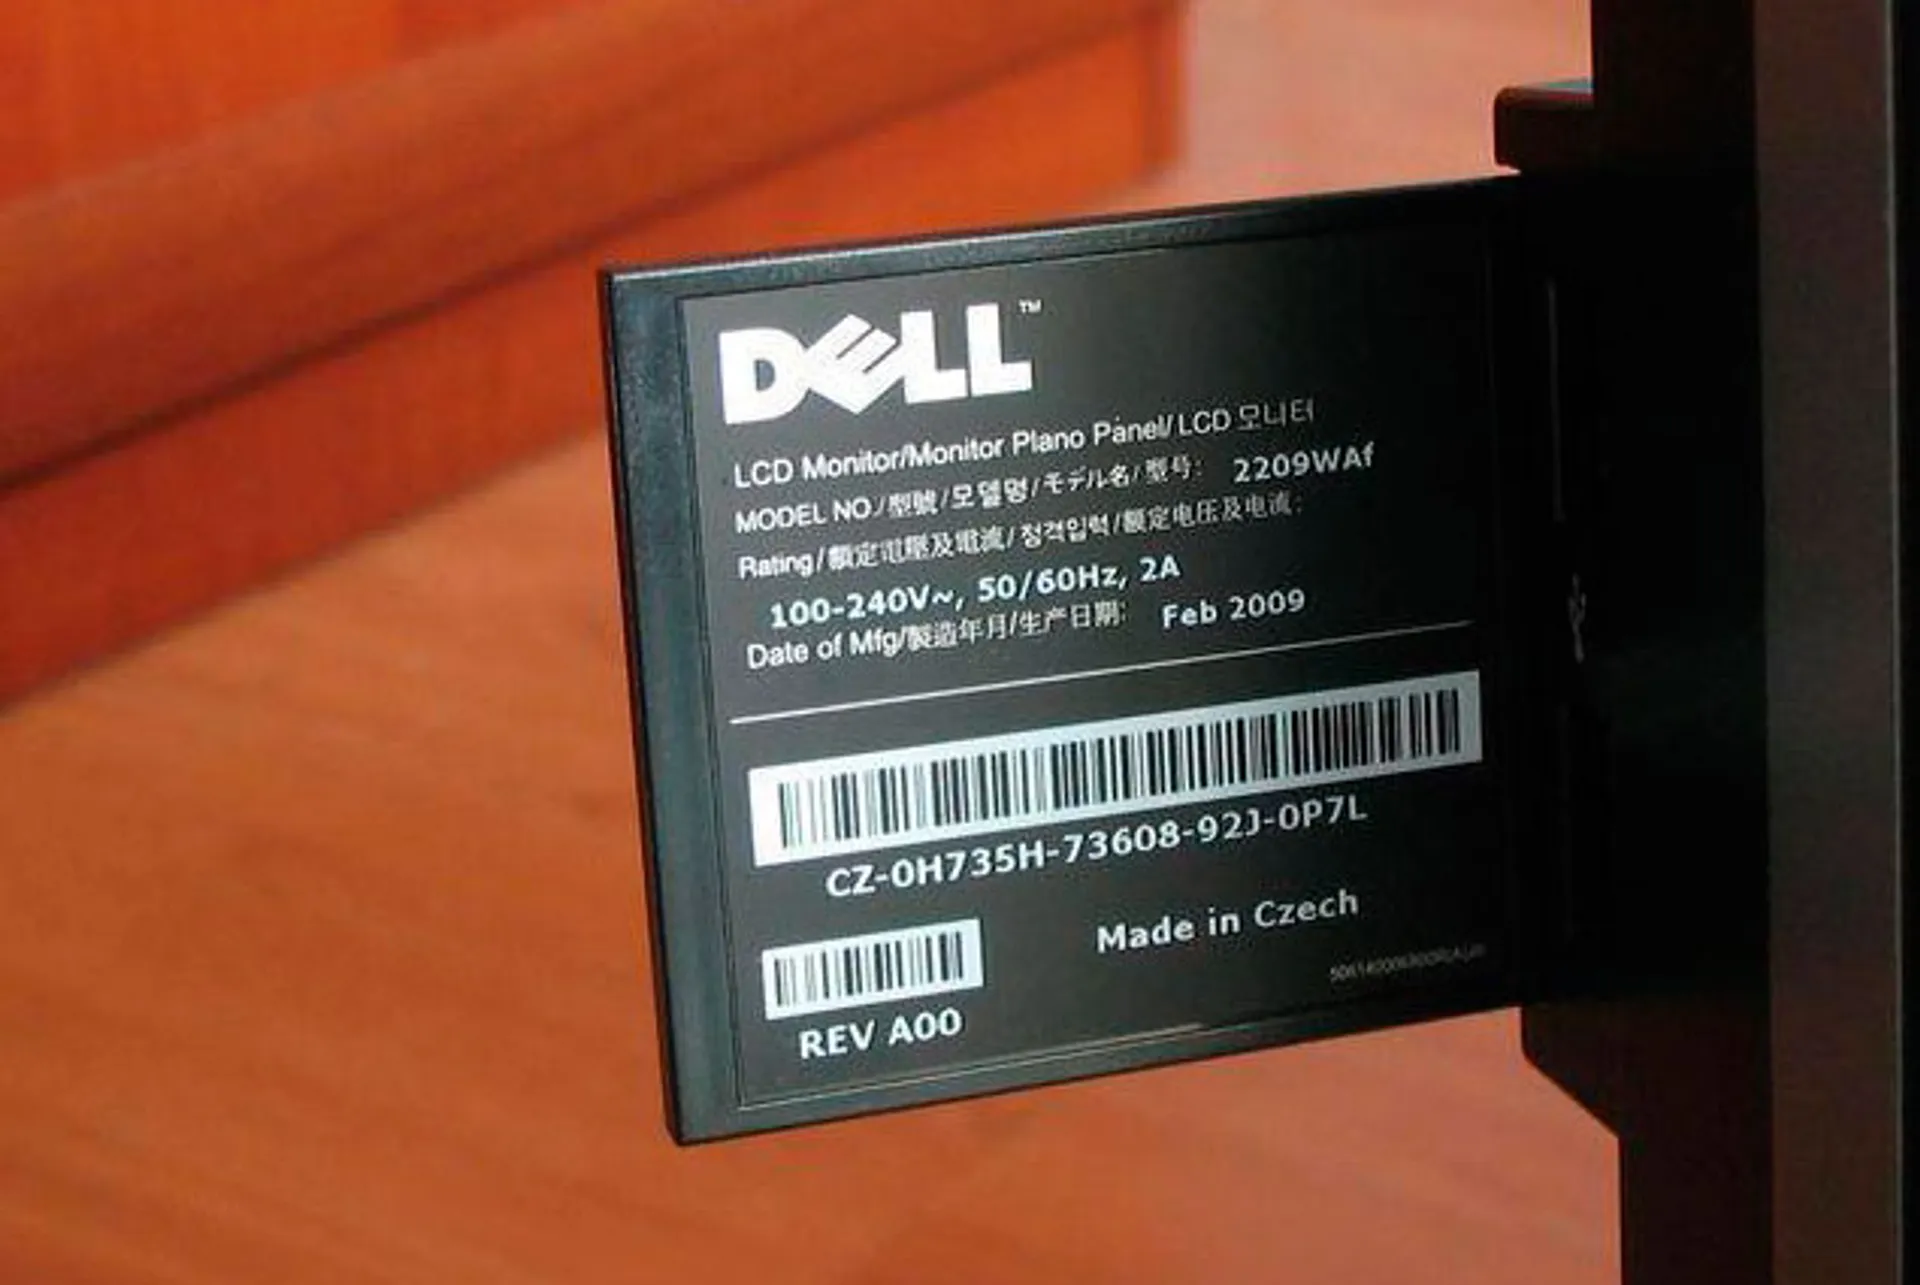 DELL™
LCD Monitor/Monitor Plano Panel/LCD 모니터
MODEL NO./型號/모델명/モデル名/型号: 2209WAf
Rating/額定電壓及電流/정격입력/额定电压及电流:
100-240V~, 50/60Hz, 2A
Date of Mfg/製造年月/生产日期: Feb 2009
CZ-0H735H-73608-92J-0P7L
Made in Czech
REV A00